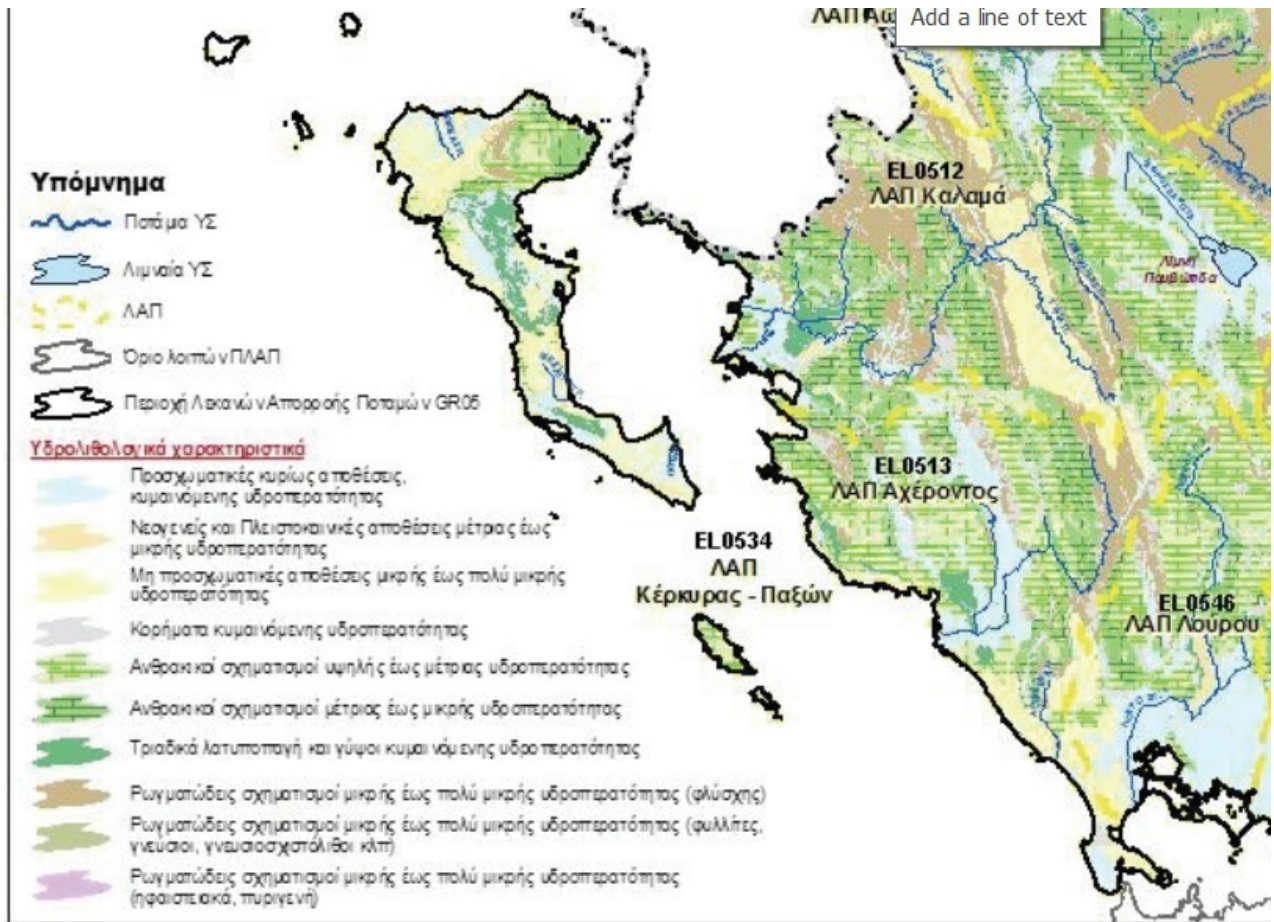 ΛΑΠ
Add a line of text
Υπόμνημα
Ποτάμια ΥΣ
Λιμναία ΥΣ
ΛΑΠ
Όριο λοιπών ΠΛΑΠ
Περιοχή Λεκανών Απορροής Ποταμών GR05
Υδρολιθολογικά χαρακτηριστικά
Προσχωματικές κυρίως αποθέσεις,
κυμαινόμενης υδροπερατότητας
Νεογενείς και Πλειστοκαινικές αποθέσεις μέτριας έως
μικρής υδροπερατότητας
Μη προσχωματικές αποθέσεις μικρής έως πολύ μικρής
υδροπερατότητας
Κορήματα κυμαινόμενης υδροπερατότητας
Ανθρακικοί σχηματισμοί υψηλής έως μέτριας υδροπερατότητας
Ανθρακικοί σχηματισμοί μέτριας έως μικρής υδροπερατότητας
Τριαδικά λατυποπαγή και γύψοι κυμαινόμενης υδροπερατότητας
Ρωγματώδεις σχηματισμοί μικρής έως πολύ μικρής υδροπερατότητας (φλύσχης)
Ρωγματώδεις σχηματισμοί μικρής έως πολύ μικρής υδροπερατότητας (φυλλίτες,
γνεύσιοι, γνευσιοσχιστόλιθοι κλπ)
Ρωγματώδεις σχηματισμοί μικρής έως πολύ μικρής υδροπερατότητας
(ηφαιστειακά, πυριγενή)
EL0512
ΛΑΠ Καλαμά
Λίμνη
Παμβώτιδα
EL0513
ΛΑΠ Αχέροντος
EL0534
ΛΑΠ
Κέρκυρας - Παξών
EL0546
ΛΑΠ Λούρου